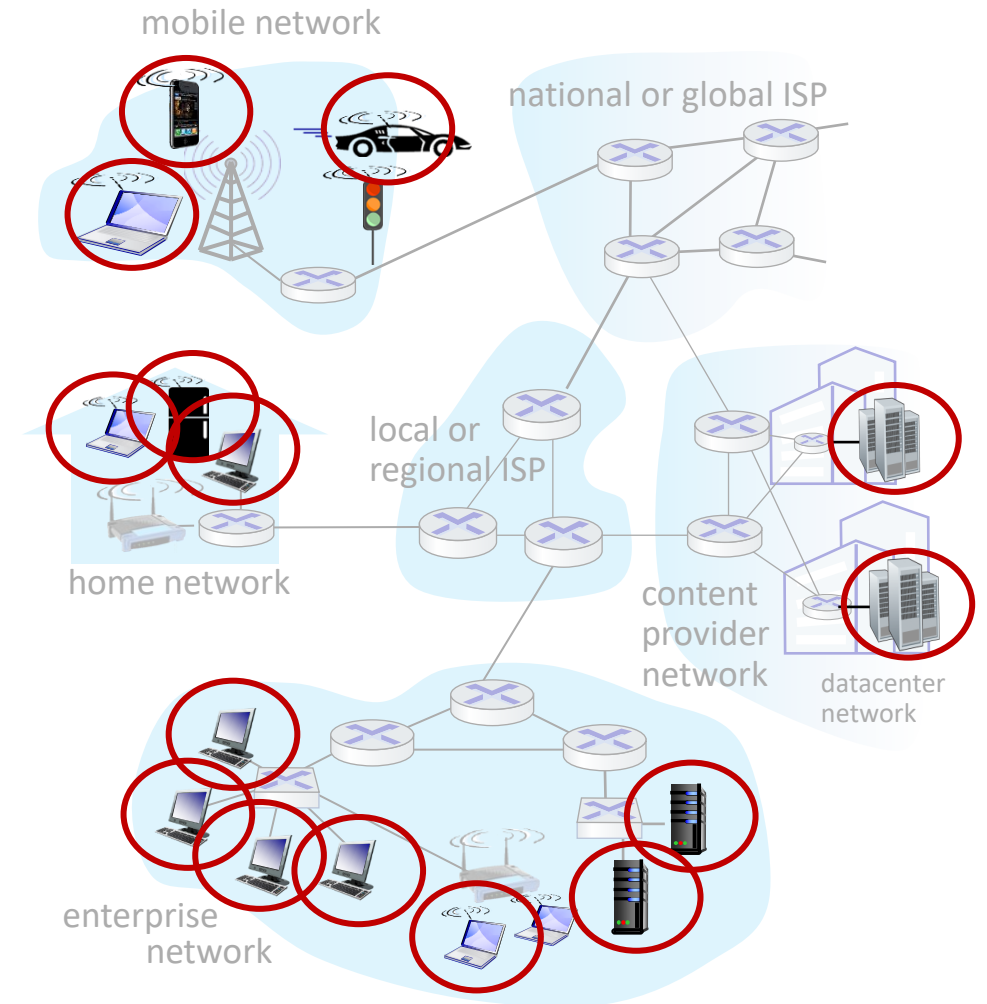 mobile network
national or global ISP
local or
regional ISP
home network
content
provider
network
datacenter
network
enterprise
network